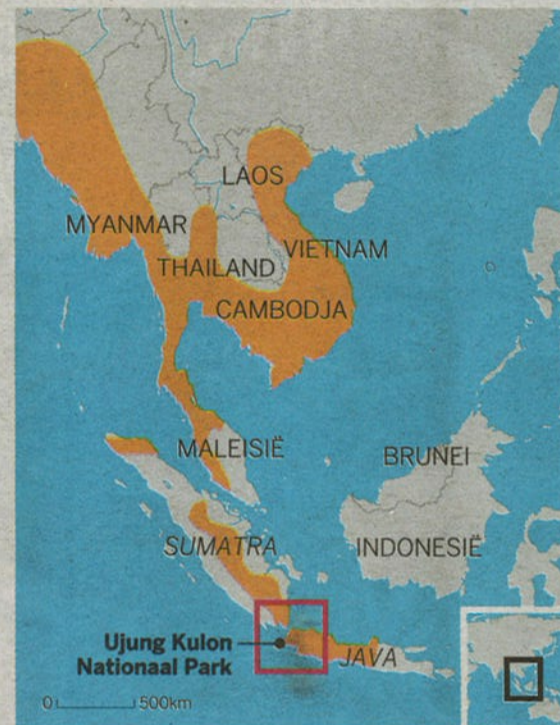 LAOS
MYANMAR
VIETNAM
THAILAND
CAMBODJA
MALEISIË
BRUNEI
SUMATRA
INDONESIË
Ujung Kulon
Nationaal Park
JAVA
0 500km